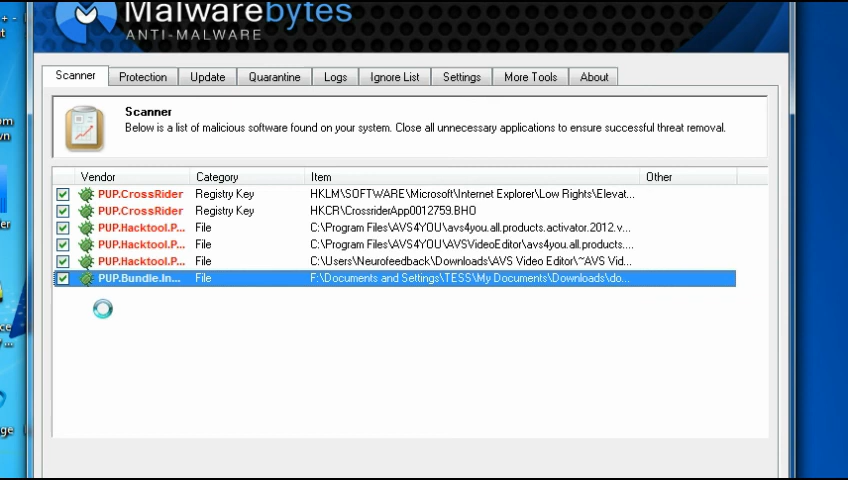 Malwarebytes
ANTI-MALWARE
Scanner Protection Update Quarantine Logs Ignore List Settings More Tools About
Scanner
Below is a list of malicious software found on your system. Close all unnecessary applications to ensure successful threat removal.
Vendor Category Item Other
PUP.CrossRider Registry Key HKLM\SOFTWARE\Microsoft\Internet Explorer\Low Rights\Elevat...
PUP.CrossRider Registry Key HKCR\CrossriderApp0012759.BHO
PUP.Hacktool.P... File C:\Program Files\AVS4YOU\avs4you.all.products.activator.2012.v...
PUP.Hacktool.P... File C:\Program Files\AVS4YOU\AVSVideoEditor\avs4you.all.products....
PUP.Hacktool.P... File C:\Users\Neurofeedback\Downloads\AVS Video Editor\~AVS Vid...
PUP.Bundle.In... File F:\Documents and Settings\TESS\My Documents\Downloads\do...